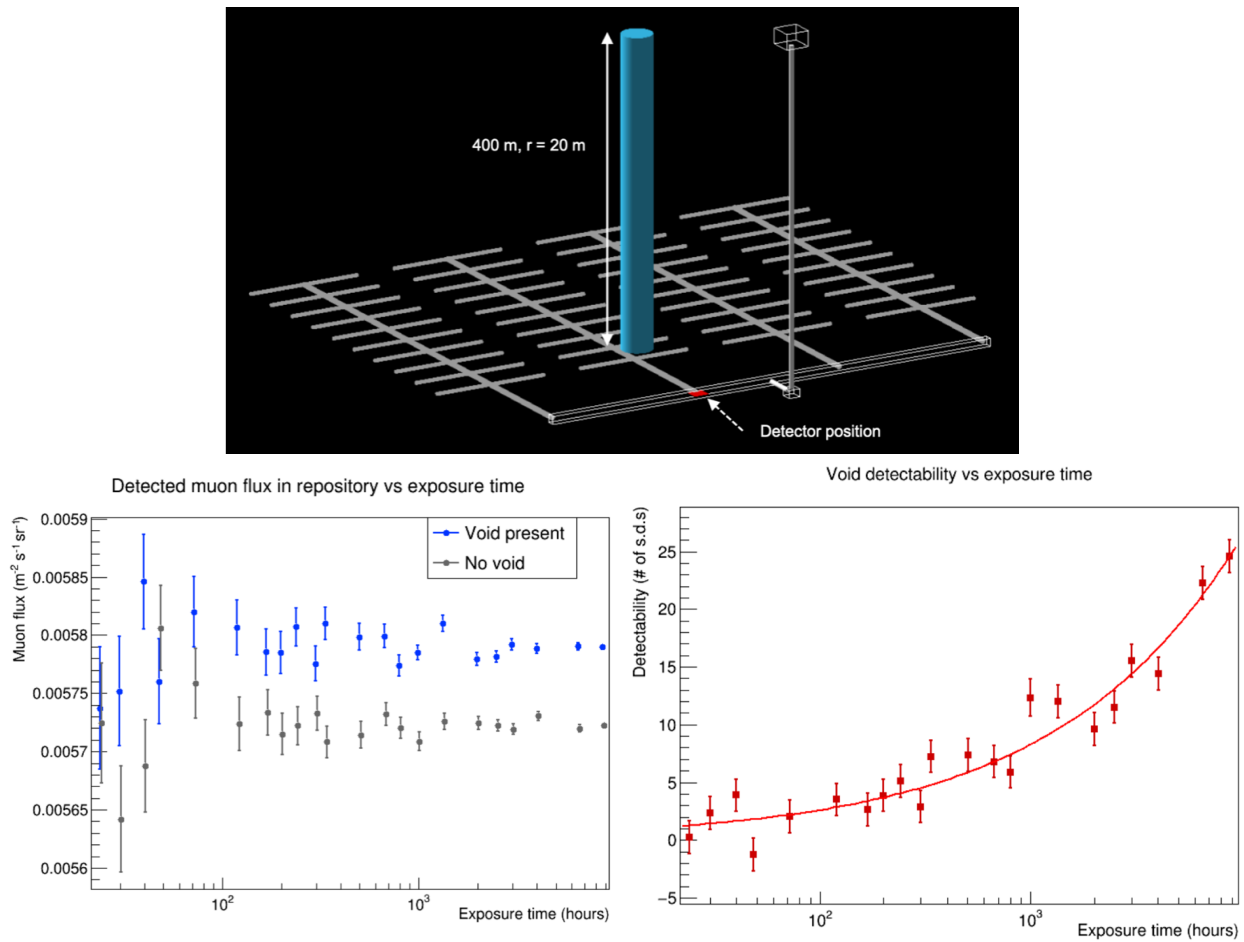 400 m, r = 20 m
Detector position
Detected muon flux in repository vs exposure time
Muon flux (m⁻² s⁻¹ sr⁻¹)
0.0059
0.00585
0.0058
0.00575
0.0057
0.00565
0.0056
Void present
No void
10²
10³
Exposure time (hours)
Void detectability vs exposure time
Detectability (# of s.d.s)
25
20
15
10
5
0
−5
10²
10³
Exposure time (hours)